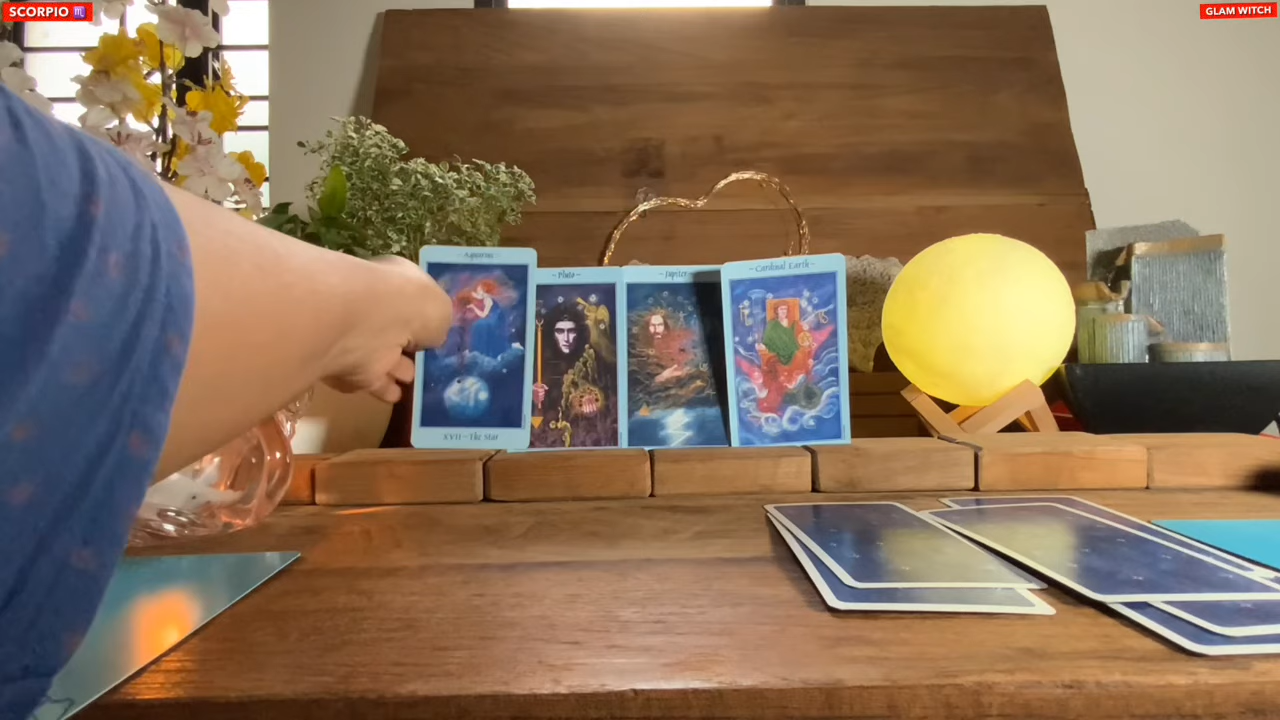 SCORPIO ♏
GLAM WITCH
~ Aquarius ~
~ Pluto ~
~ Jupiter ~
~ Cardinal Earth ~
XVII ~ The Star